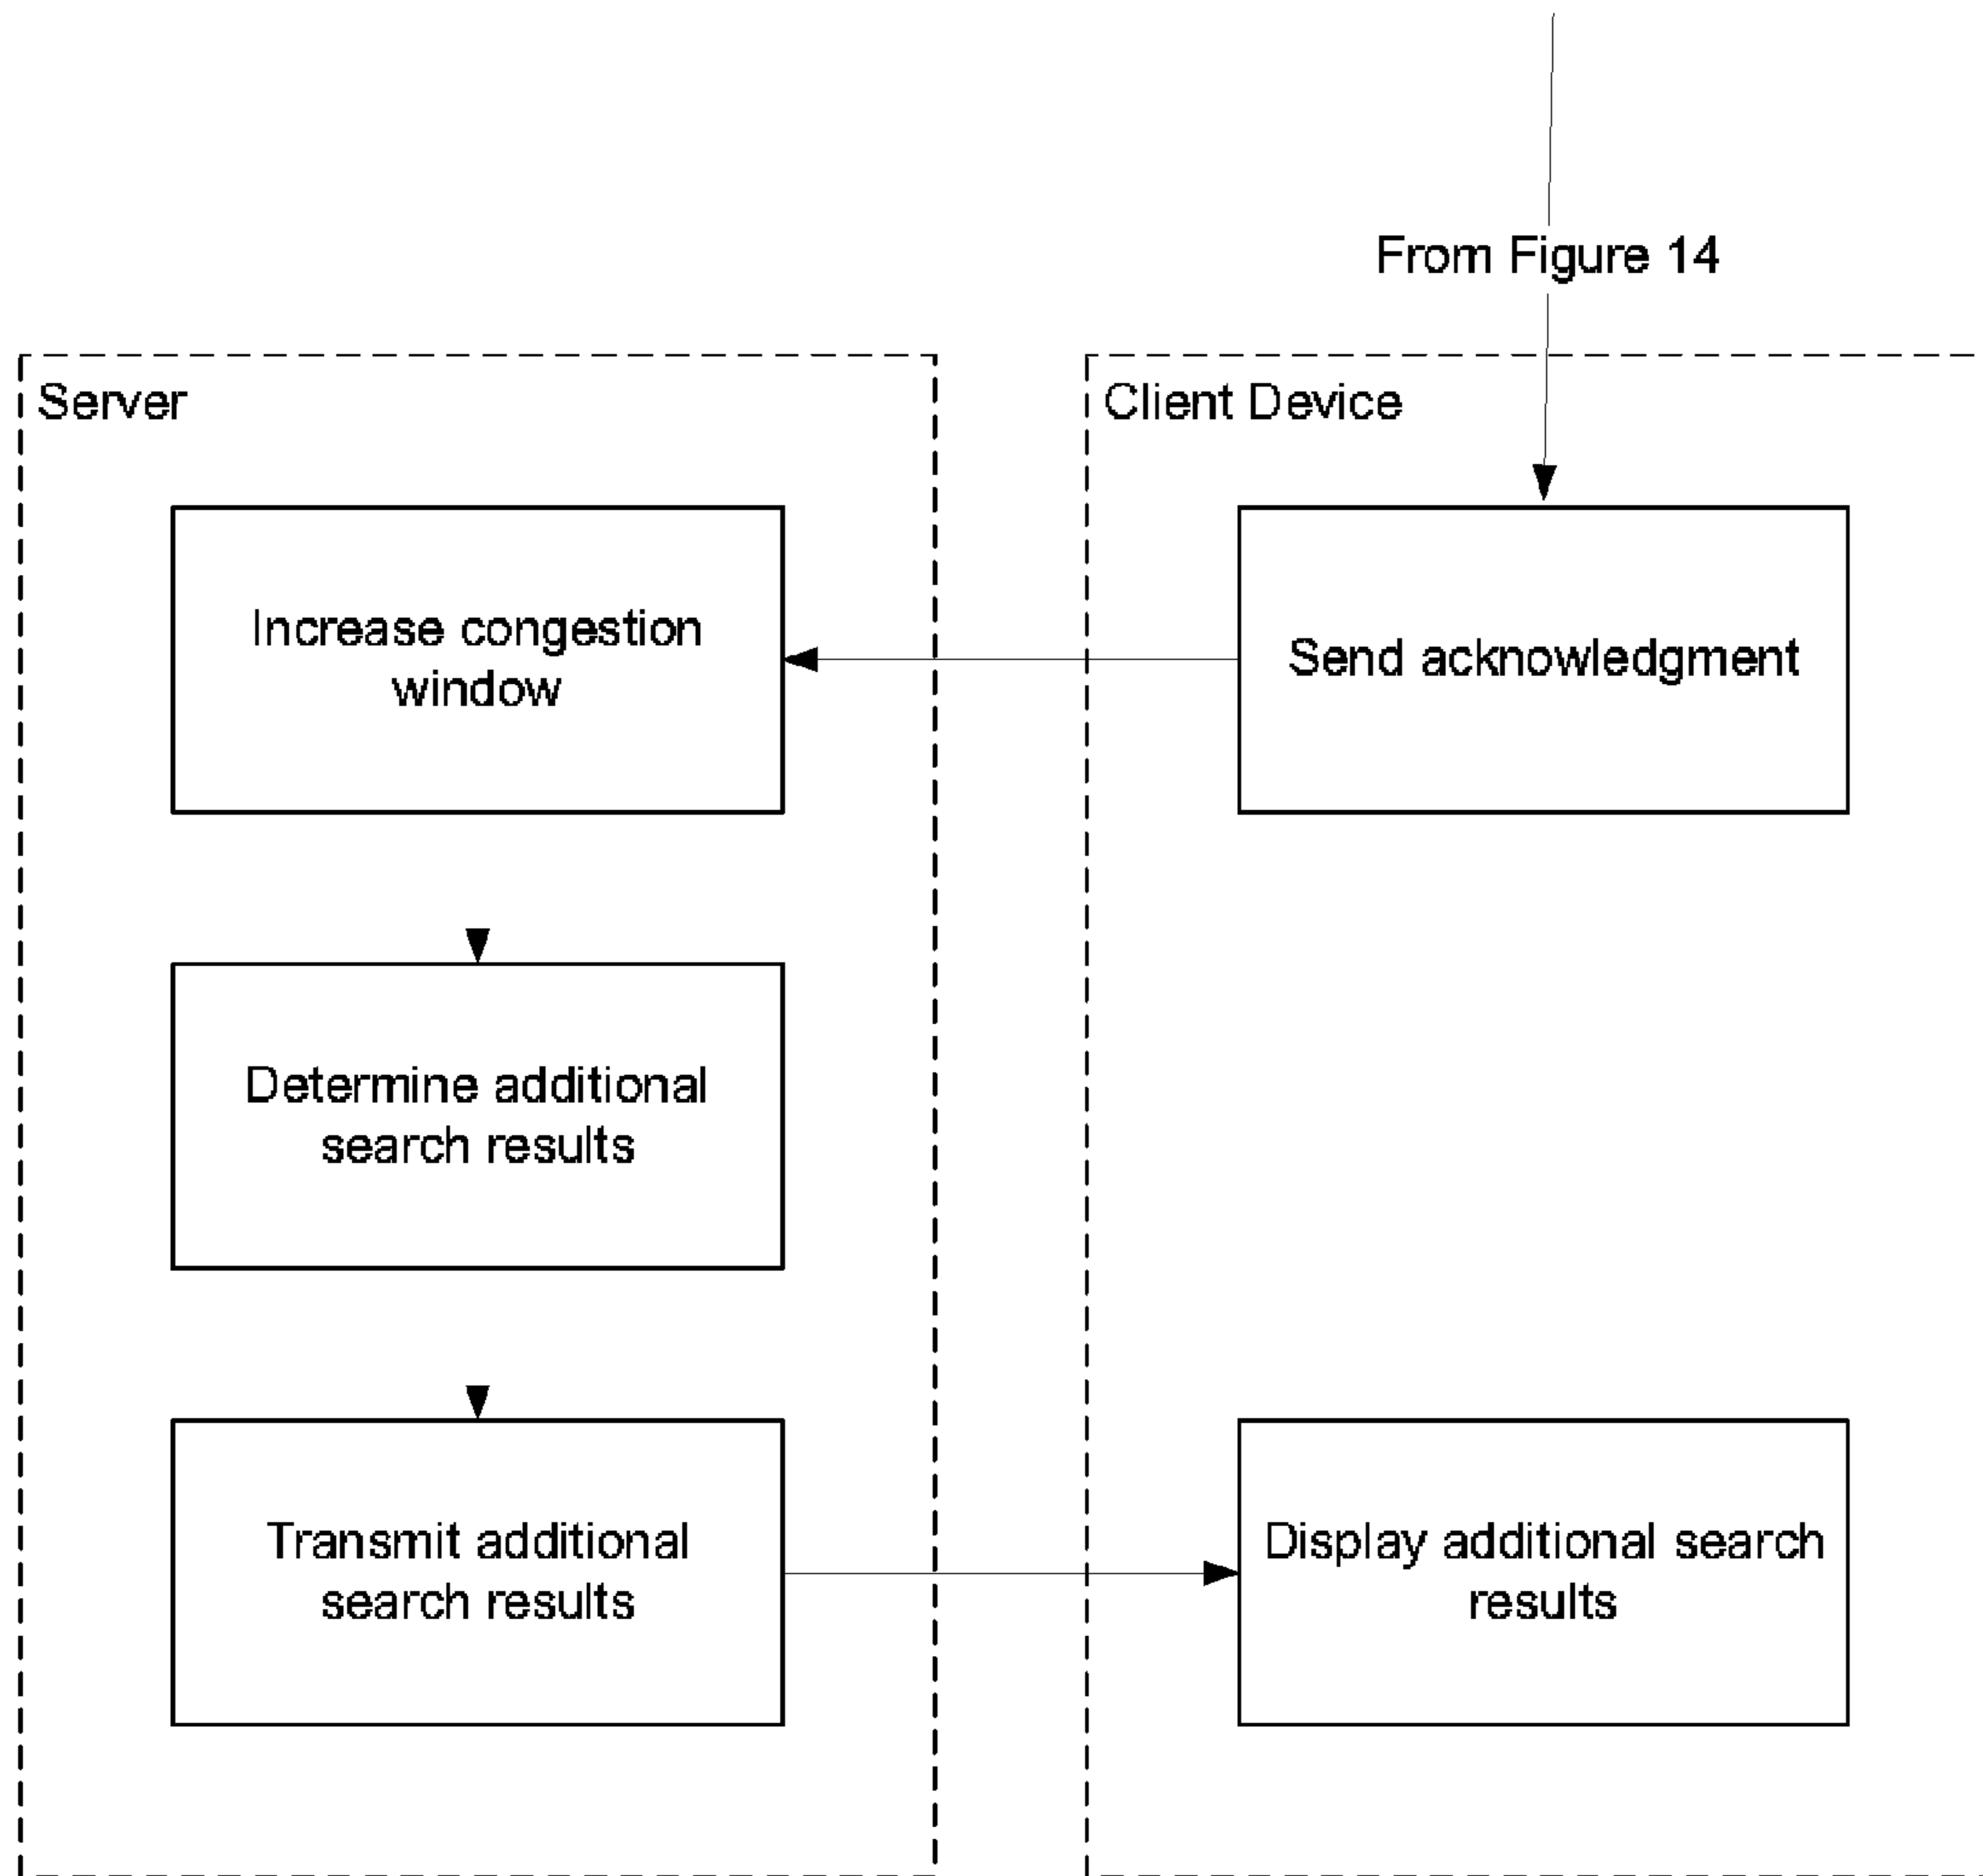 From Figure 14
Server
Client Device
Increase congestion
window
Send acknowledgment
Determine additional
search results
Transmit additional
search results
Display additional search
results